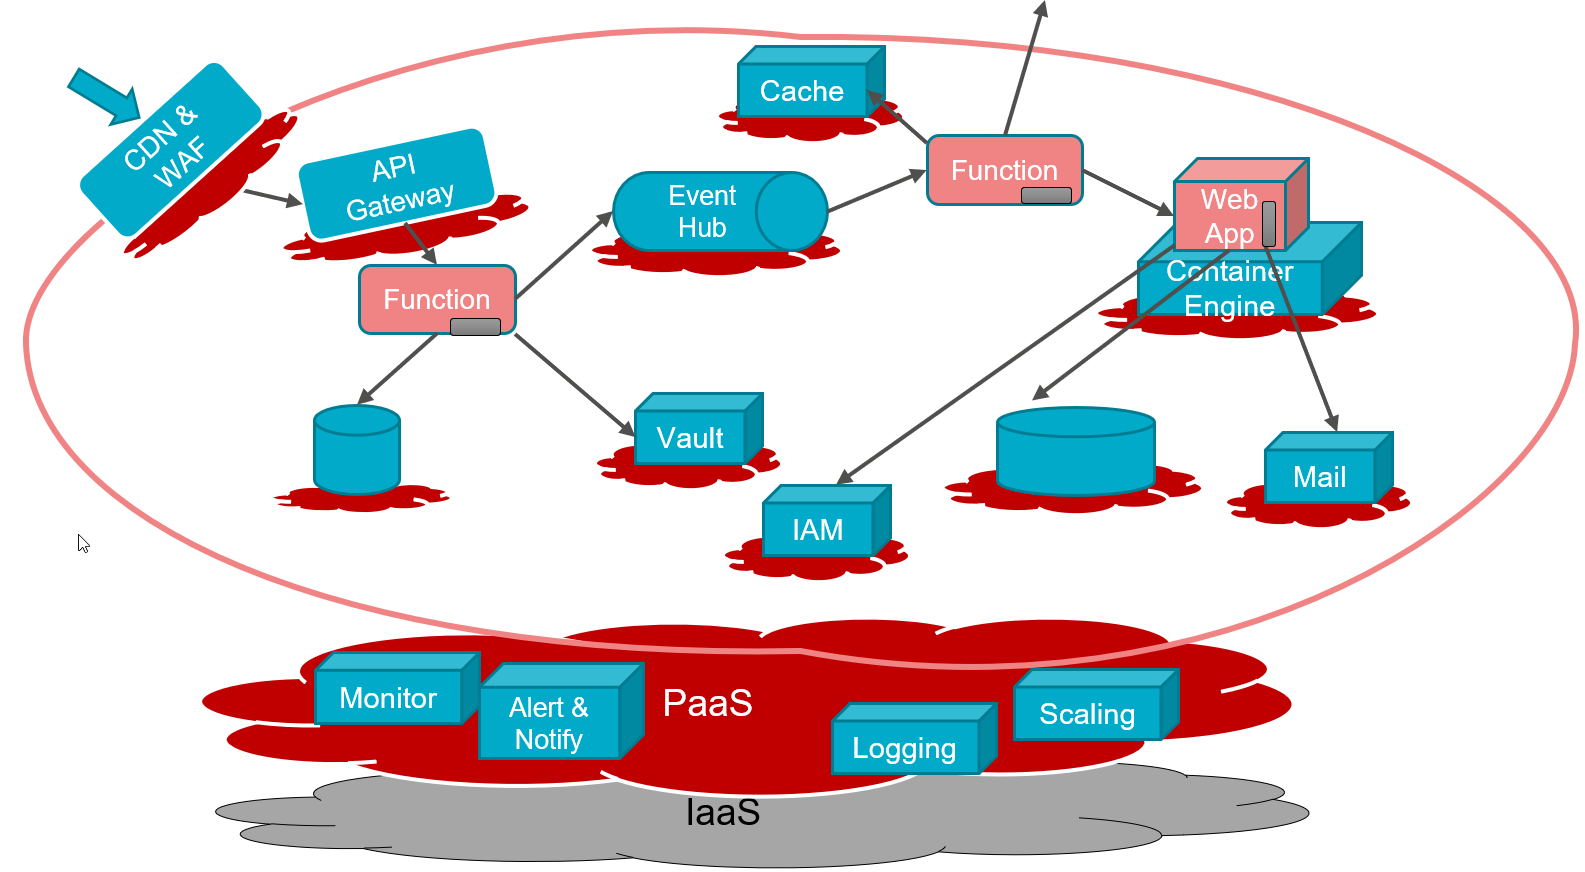 CDN &
WAF
API
Gateway
Function
Event
Hub
Cache
Function
Web
App
Container
Engine
Vault
IAM
Mail
Monitor
Alert &
Notify
PaaS
Logging
Scaling
IaaS